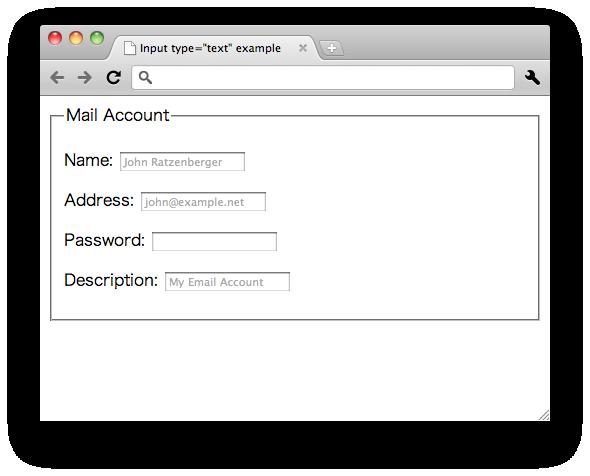 Input type="text" example
Mail Account
Name: John Ratzenberger
Address: john@example.net
Password:
Description: My Email Account